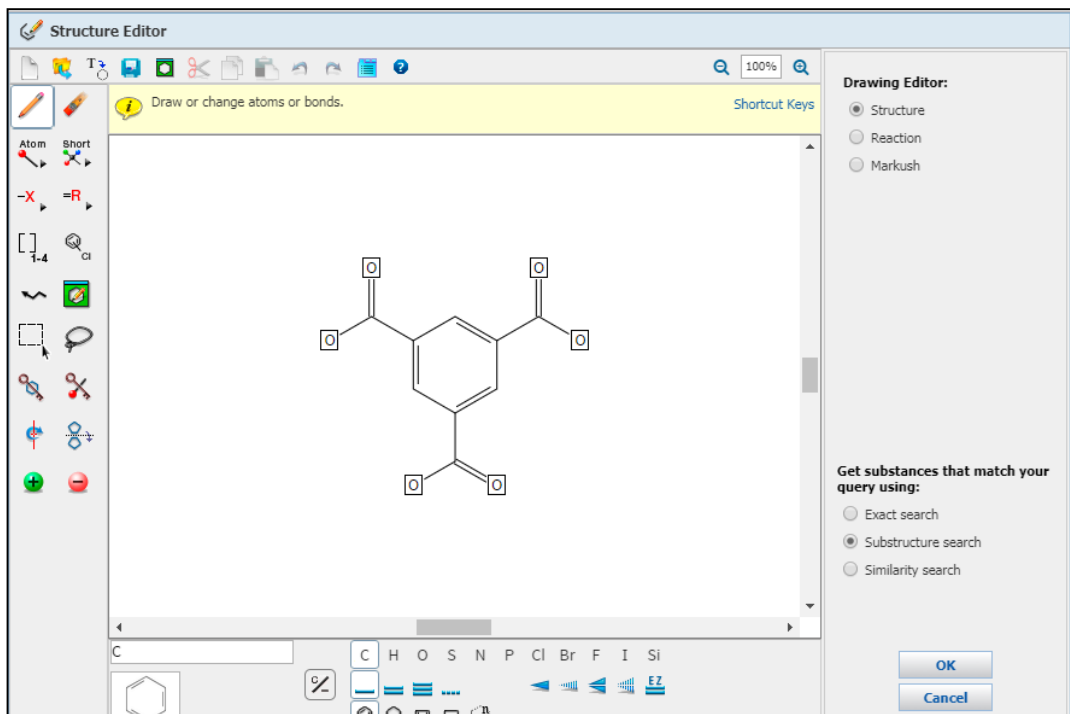 Structure Editor
T
100%
Draw or change atoms or bonds.
Shortcut Keys
Atom
Short
-X
=R
[ ]1-4
Cl
O
O
O
O
O
O
Drawing Editor:
Structure
Reaction
Markush
Get substances that match your
query using:
Exact search
Substructure search
Similarity search
C
C H O S N P Cl Br F I Si
EZ
OK
Cancel